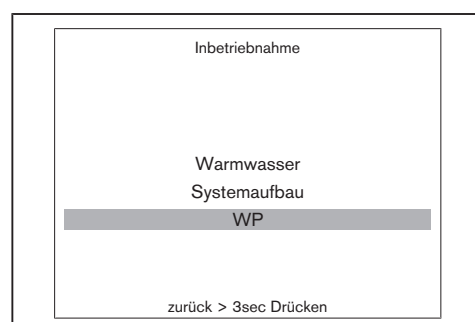 Inbetriebnahme
Warmwasser
Systemaufbau
WP
zurück > 3sec Drücken